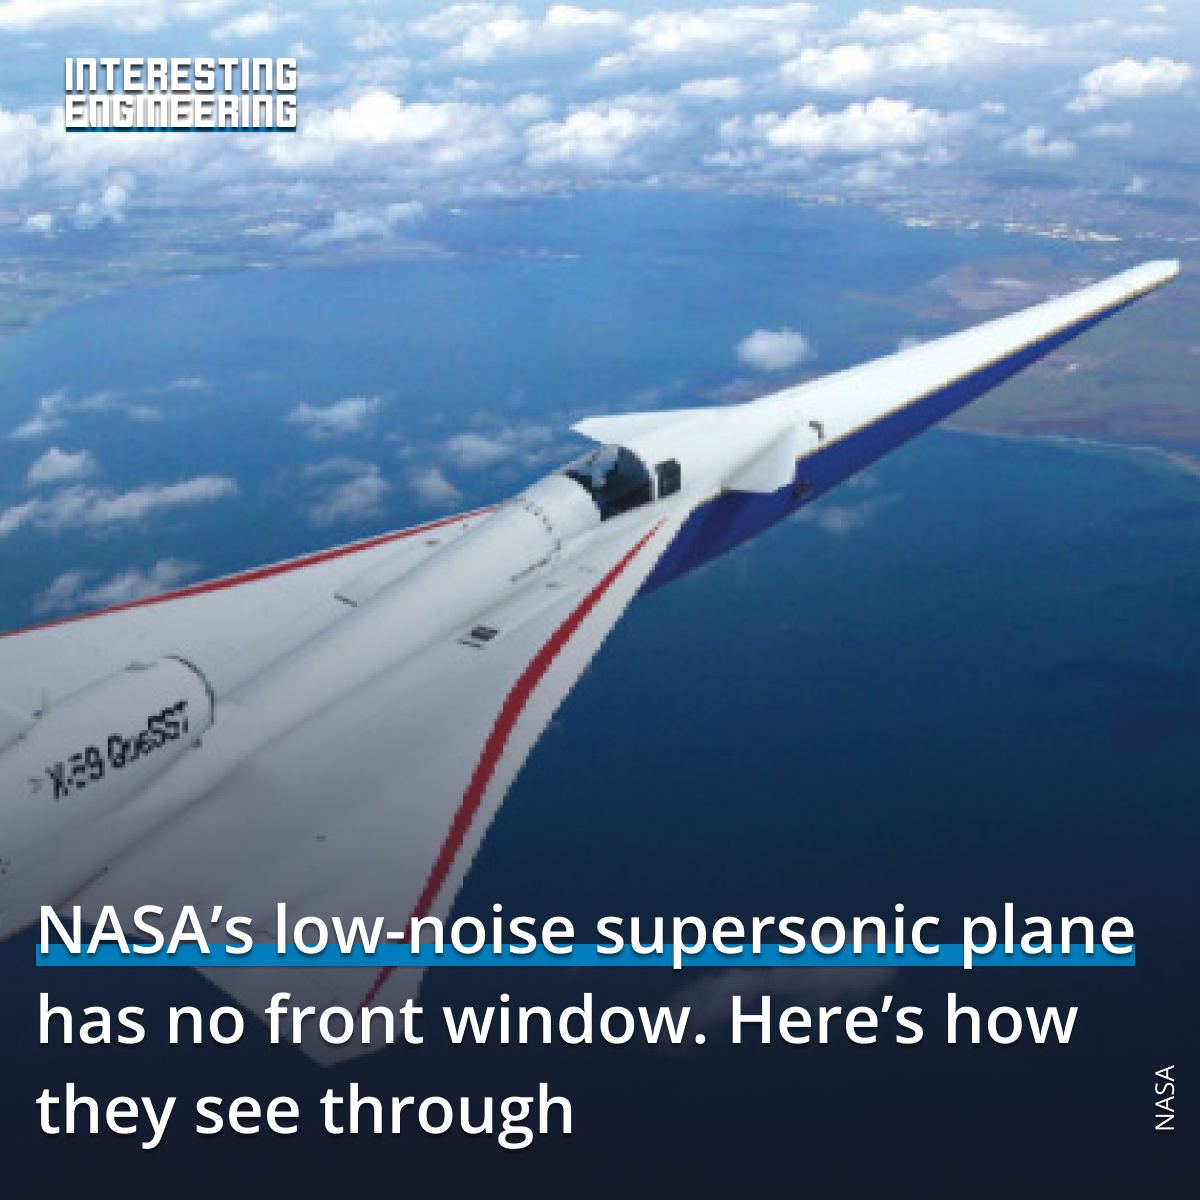 INTERESTING
ENGINEERING
X-59 QueSST
NASA’s low-noise supersonic plane
has no front window. Here’s how
they see through
NASA